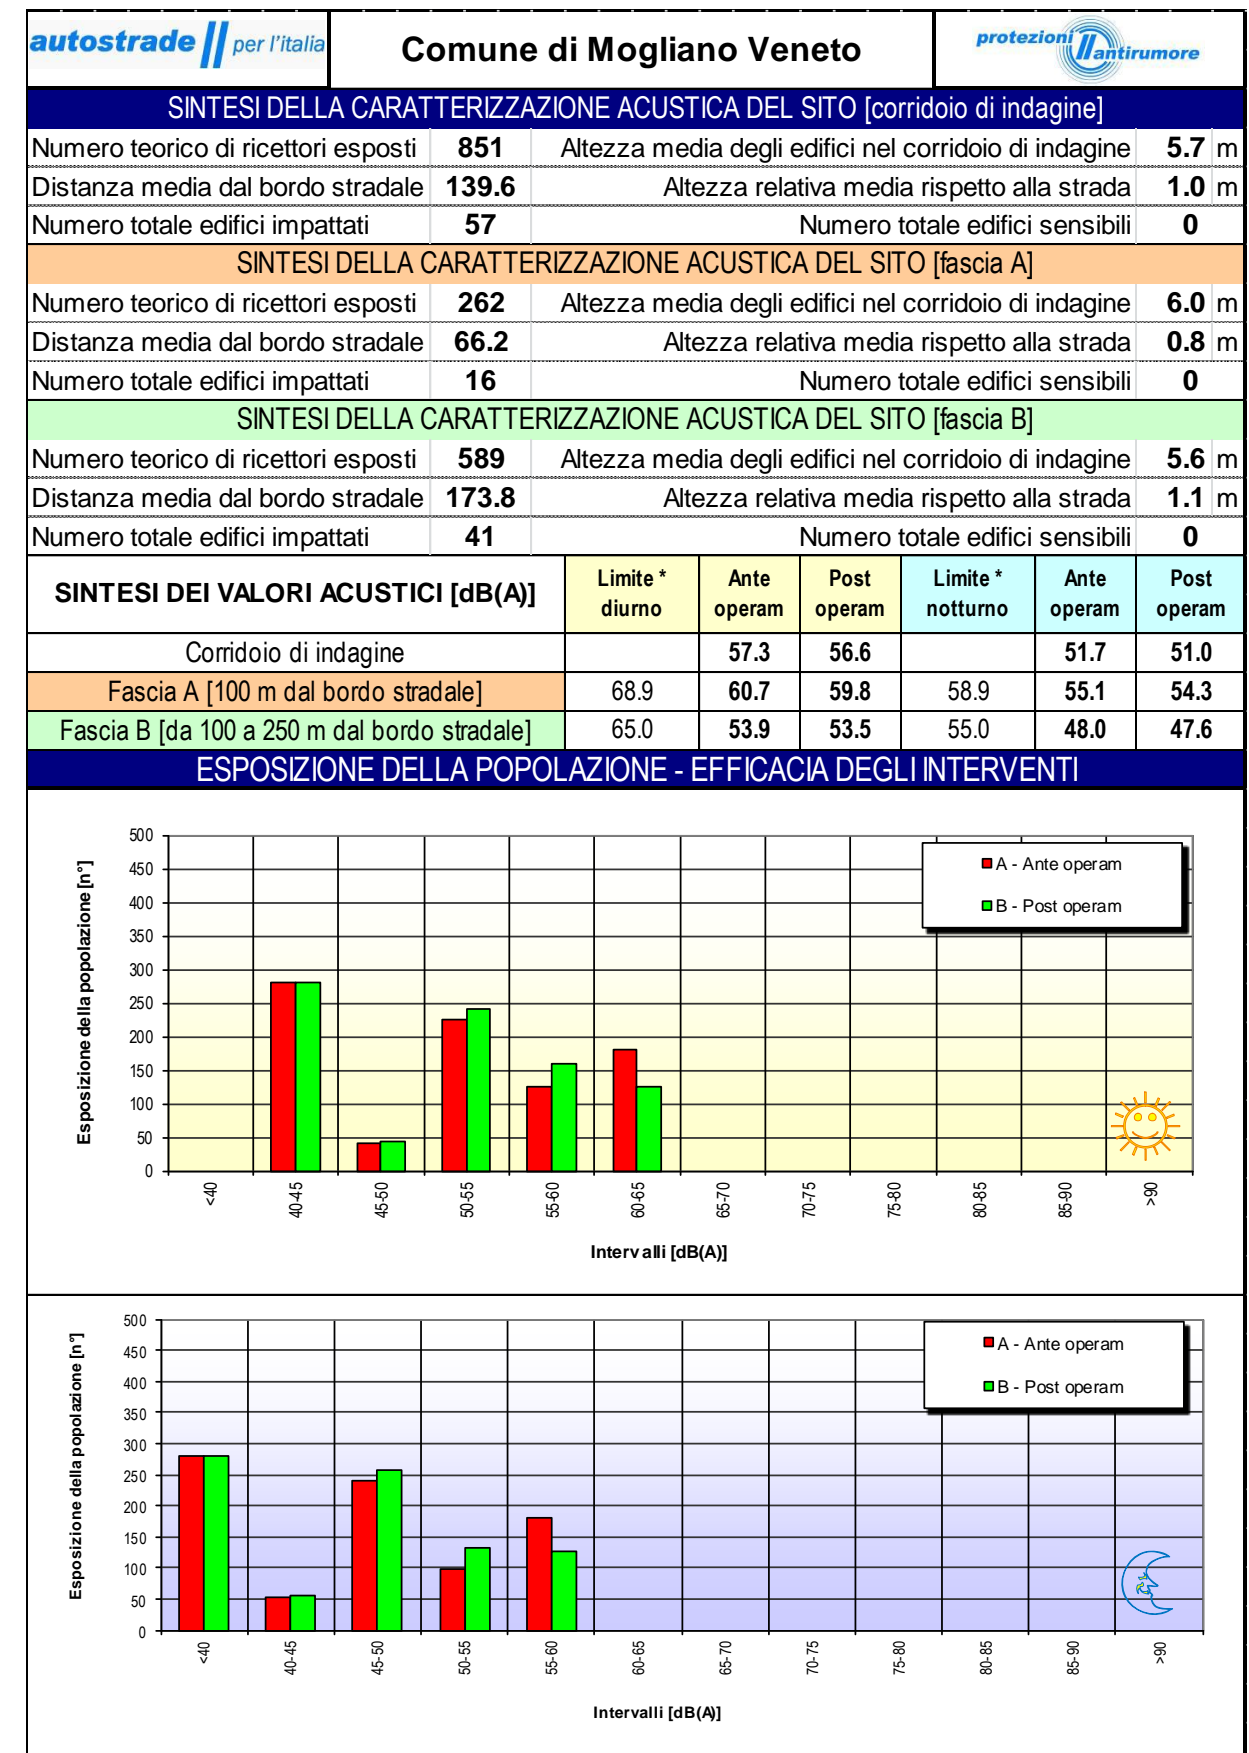 autostrade per l'italia
Comune di Mogliano Veneto
protezioni antirumore
SINTESI DELLA CARATTERIZZAZIONE ACUSTICA DEL SITO [corridoio di indagine]
Numero teorico di ricettori esposti 851 Altezza media degli edifici nel corridoio di indagine 5.7 m
Distanza media dal bordo stradale 139.6 Altezza relativa media rispetto alla strada 1.0 m
Numero totale edifici impattati 57 Numero totale edifici sensibili 0
SINTESI DELLA CARATTERIZZAZIONE ACUSTICA DEL SITO [fascia A]
Numero teorico di ricettori esposti 262 Altezza media degli edifici nel corridoio di indagine 6.0 m
Distanza media dal bordo stradale 66.2 Altezza relativa media rispetto alla strada 0.8 m
Numero totale edifici impattati 16 Numero totale edifici sensibili 0
SINTESI DELLA CARATTERIZZAZIONE ACUSTICA DEL SITO [fascia B]
Numero teorico di ricettori esposti 589 Altezza media degli edifici nel corridoio di indagine 5.6 m
Distanza media dal bordo stradale 173.8 Altezza relativa media rispetto alla strada 1.1 m
Numero totale edifici impattati 41 Numero totale edifici sensibili 0
SINTESI DEI VALORI ACUSTICI [dB(A)] Limite * diurno Ante operam Post operam Limite * notturno Ante operam Post operam
Corridoio di indagine 57.3 56.6 51.7 51.0
Fascia A [100 m dal bordo stradale] 68.9 60.7 59.8 58.9 55.1 54.3
Fascia B [da 100 a 250 m dal bordo stradale] 65.0 53.9 53.5 55.0 48.0 47.6
ESPOSIZIONE DELLA POPOLAZIONE - EFFICACIA DEGLI INTERVENTI
Esposizione della popolazione [n°]
500
450
400
350
300
250
200
150
100
50
0
A - Ante operam
B - Post operam
<40 40-45 45-50 50-55 55-60 60-65 65-70 70-75 75-80 80-85 85-90 >90
Intervalli [dB(A)]
Esposizione della popolazione [n°]
500
450
400
350
300
250
200
150
100
50
0
A - Ante operam
B - Post operam
<40 40-45 45-50 50-55 55-60 60-65 65-70 70-75 75-80 80-85 85-90 >90
Intervalli [dB(A)]